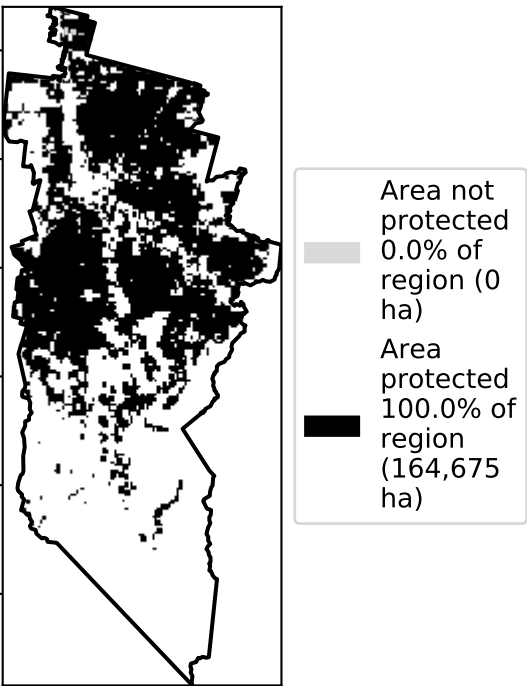 Area not
protected
0.0% of
region (0
ha)
Area
protected
100.0% of
region
(164,675
ha)